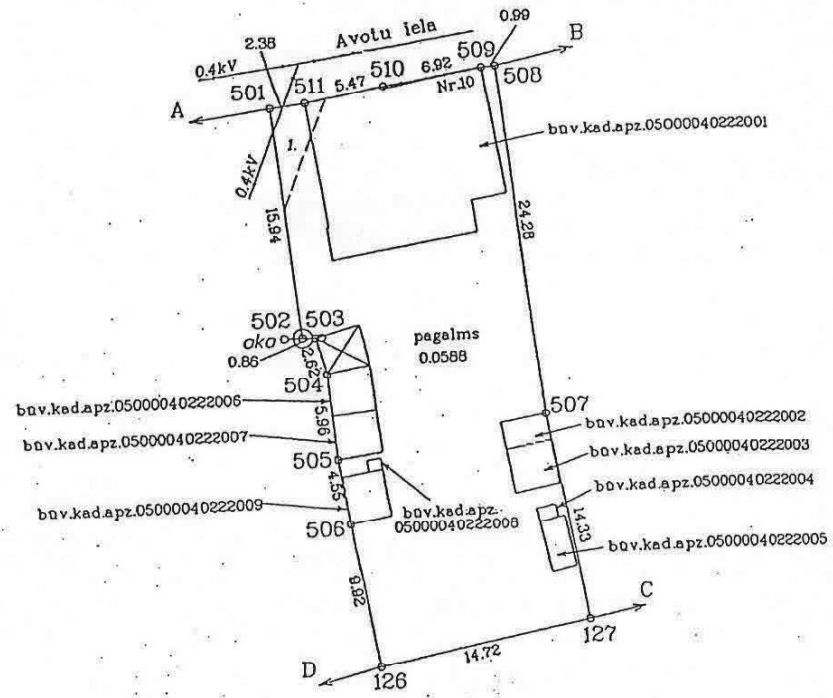 Avotu iela
0.99
B
2.38
0.4kV
509
508
510
6.92
501
511
5.47
Nr.10
A
būv.kad.apz.05000040222001
1.
0.4kV
15.94
24.28
502
503
aka
pagalms
0.0588
0.86
2.62
504
būv.kad.apz.05000040222006
5.96
507
būv.kad.apz.05000040222002
būv.kad.apz.05000040222007
būv.kad.apz.05000040222003
505
4.55
būv.kad.apz.05000040222004
būv.kad.apz.05000040222009
būv.kad.apz.
05000040222008
506
14.33
būv.kad.apz.05000040222005
9.92
C
127
14.72
D
126